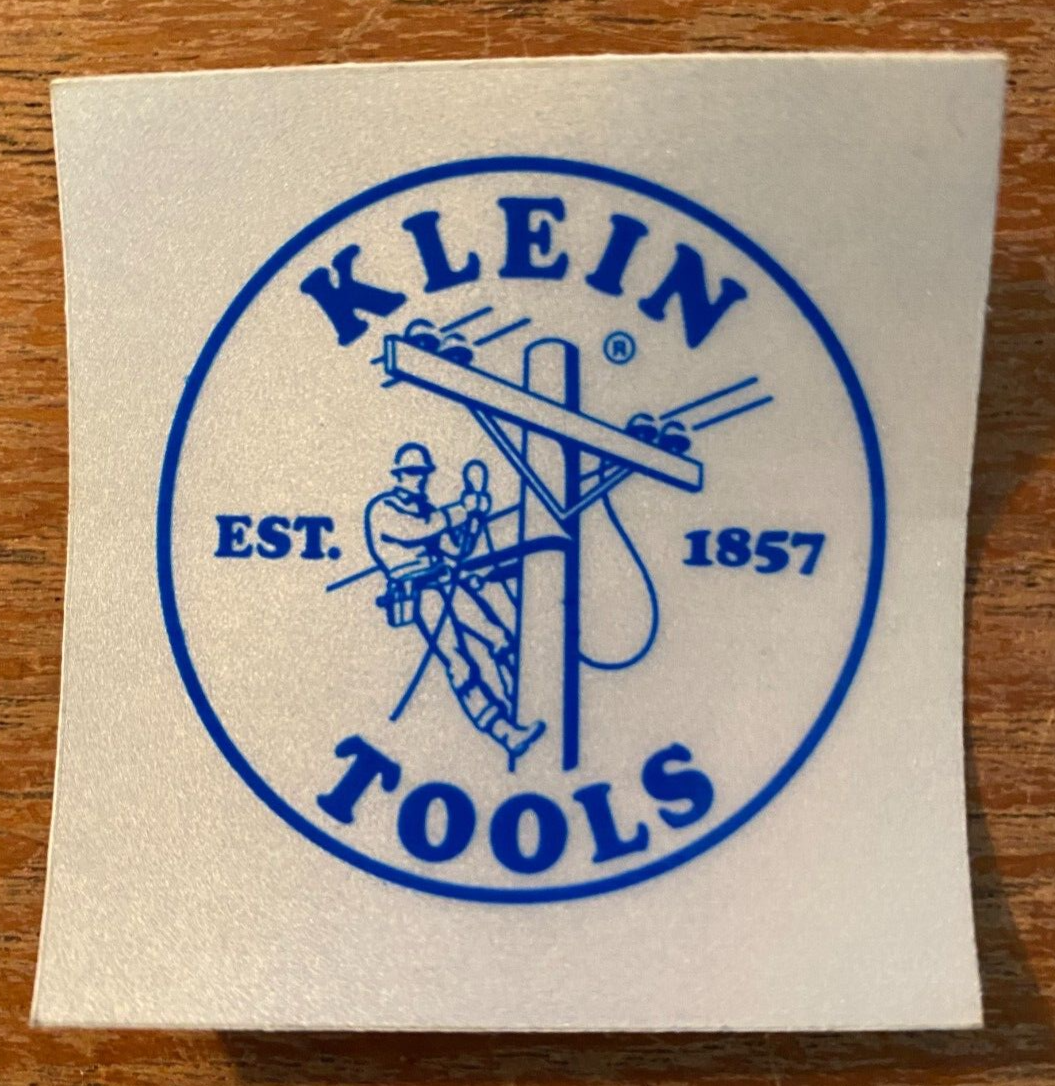 KLEIN
®
EST. 1857
TOOLS